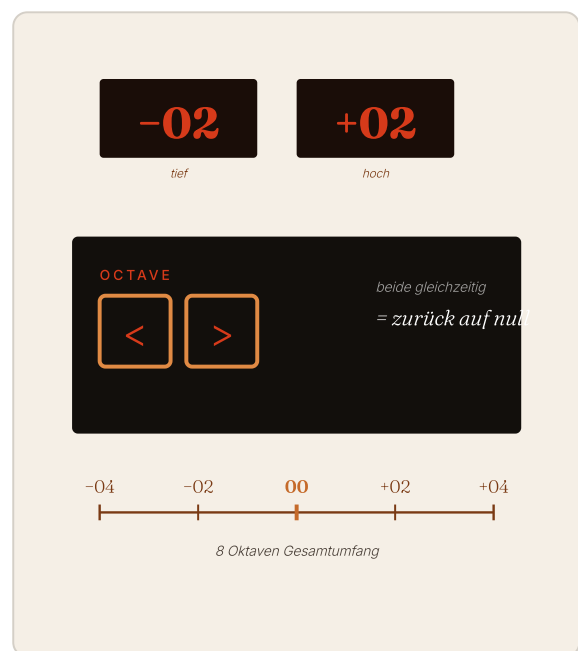 −02
+02
tief
hoch
OCTAVE
beide gleichzeitig
= zurück auf null
< >
−04 −02 00 +02 +04
8 Oktaven Gesamtumfang